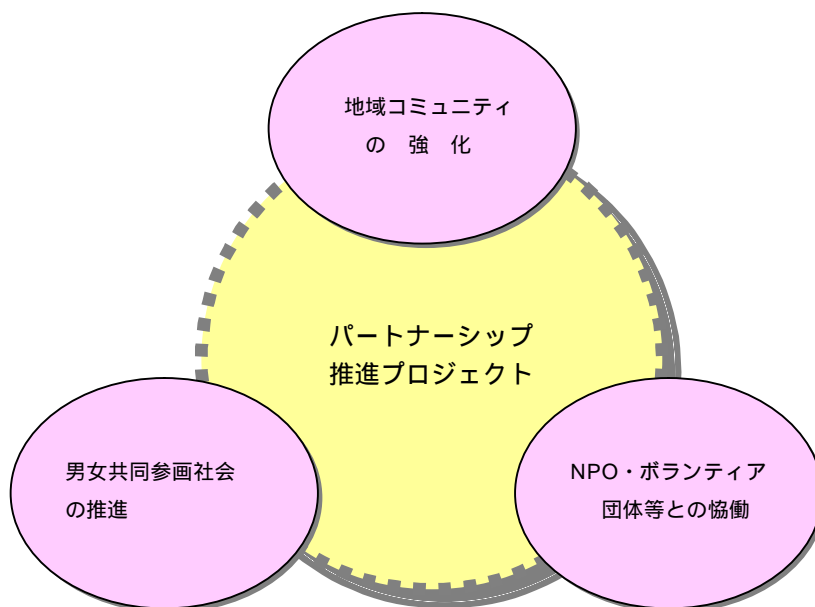 地域コミュニティ
の　強　化
パートナーシップ
推進プロジェクト
男女共同参画社会
の推進
NPO・ボランティア
団体等との恊働